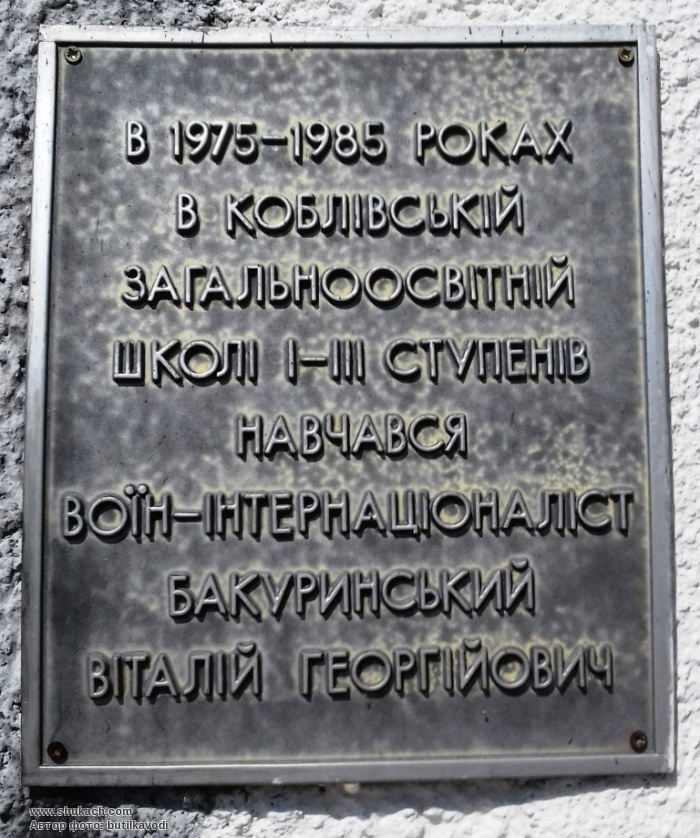 В 1975-1985 РОКАХ
В КОБЛІВСЬКІЙ
ЗАГАЛЬНООСВІТНІЙ
ШКОЛІ І-ІІІ СТУПЕНІВ
НАВЧАВСЯ
ВОЇН-ІНТЕРНАЦІОНАЛІСТ
БАКУРИНСЬКИЙ
ВІТАЛІЙ ГЕОРГІЙОВИЧ
www.shukach.com
Автор фото: butilkavodi